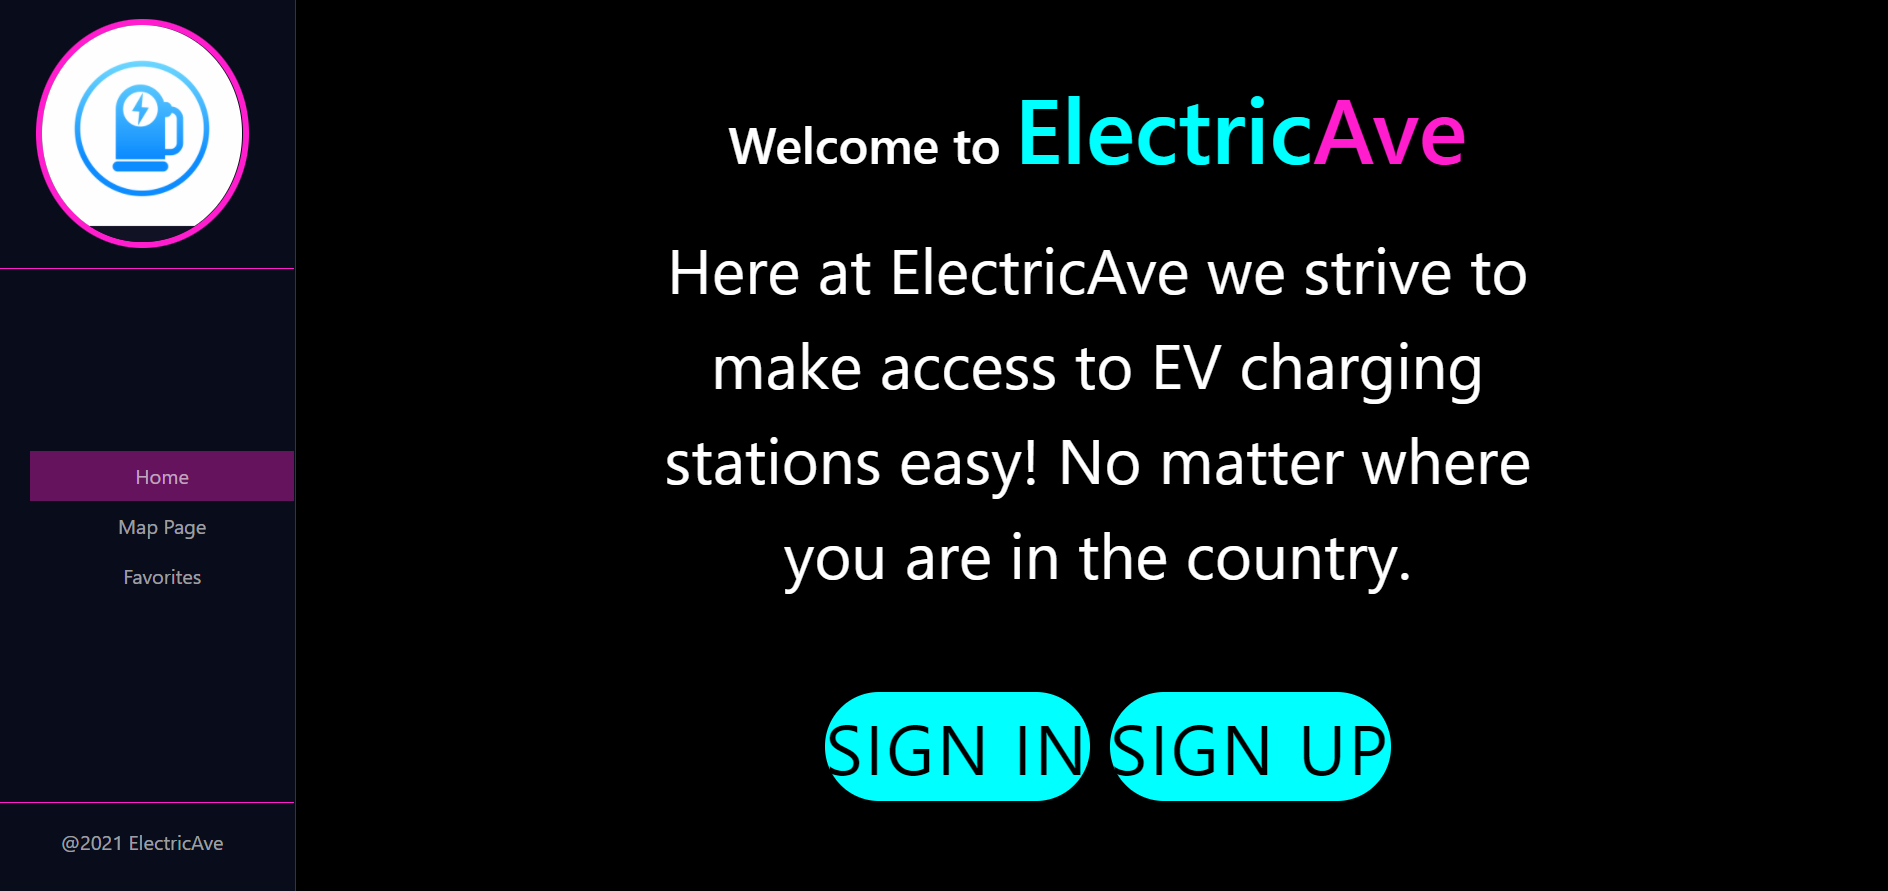 Home
Map Page
Favorites
@2021 ElectricAve
Welcome to ElectricAve
Here at ElectricAve we strive to
make access to EV charging
stations easy! No matter where
you are in the country.
SIGN IN SIGN UP